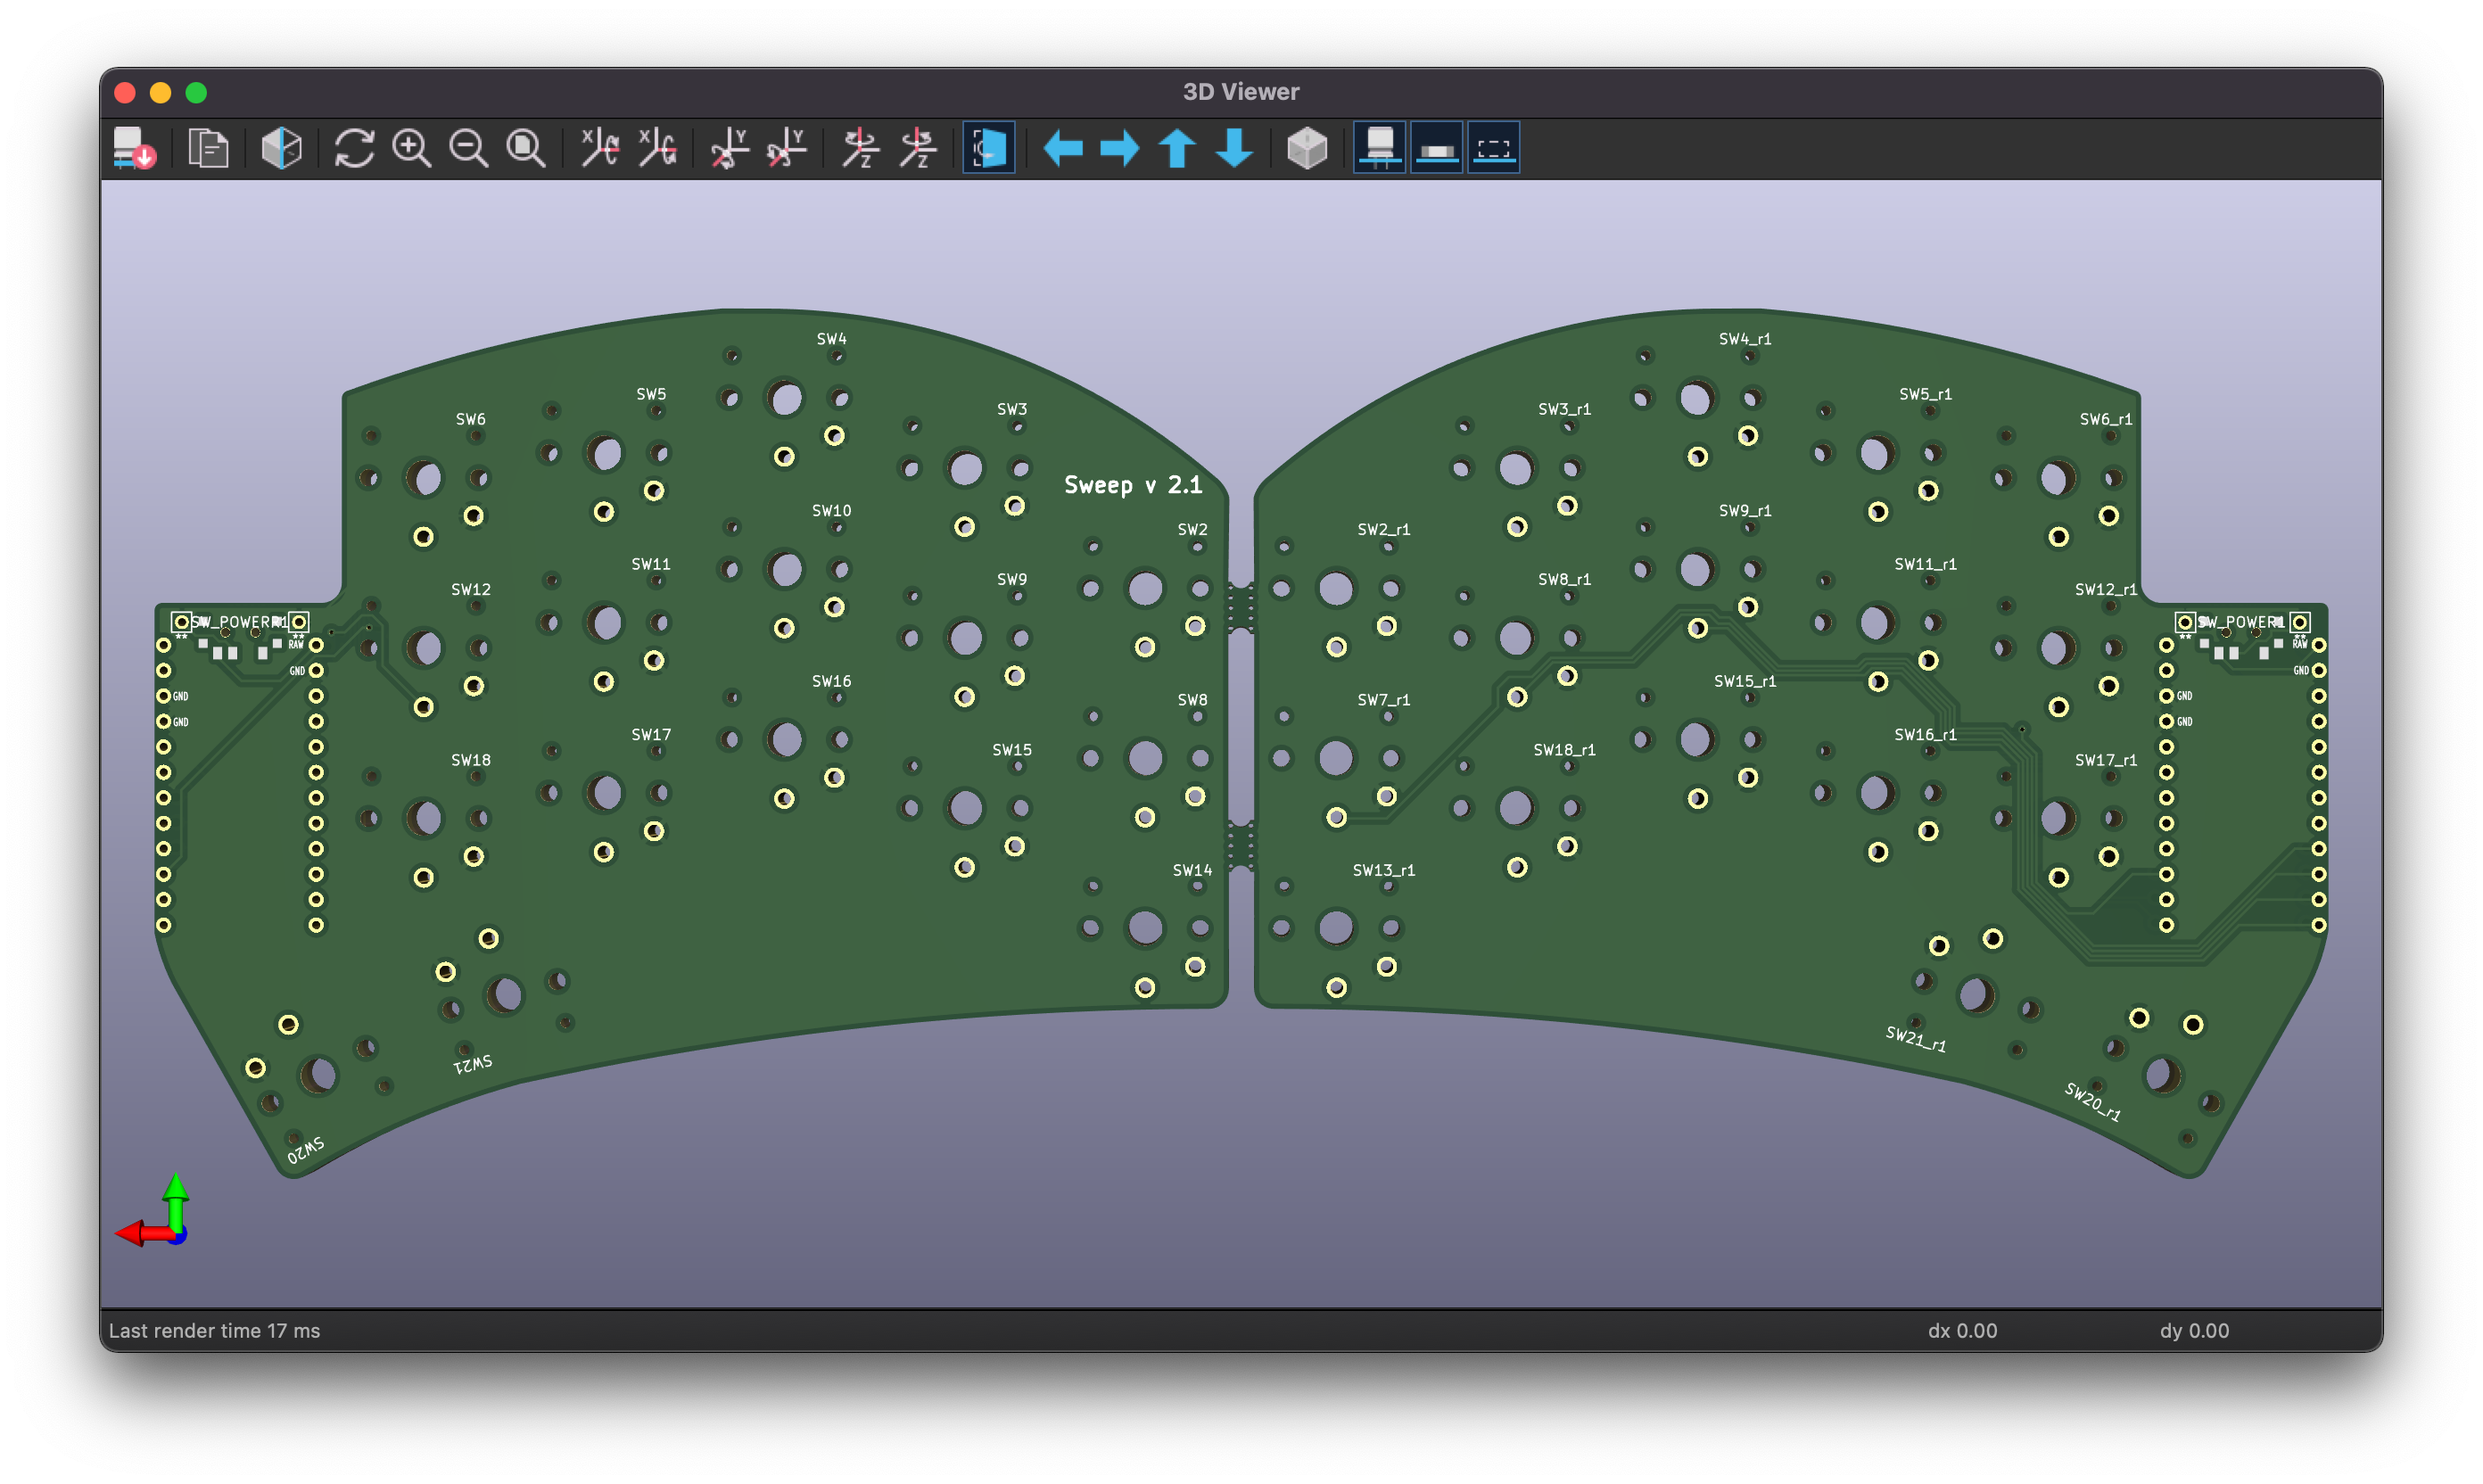 3D Viewer
X
X
Y
Y
Z
Z
SW4
SW4_r1
SW5
SW5_r1
SW3
SW3_r1
SW6
SW6_r1
Sweep v 2.1
SW10
SW9_r1
SW2
SW2_r1
SW11
SW11_r1
SW9
SW8_r1
SW12
SW12_r1
SW_POWER1
SW_POWER1
** **
** **
RAW
RAW
GND
GND
GND
GND
GND
GND
SW16
SW15_r1
SW8
SW7_r1
SW17
SW16_r1
SW15
SW18_r1
SW18
SW17_r1
SW14
SW13_r1
SW21
SW21_r1
SW20
SW20_r1
Last render time 17 ms
dx 0.00
dy 0.00